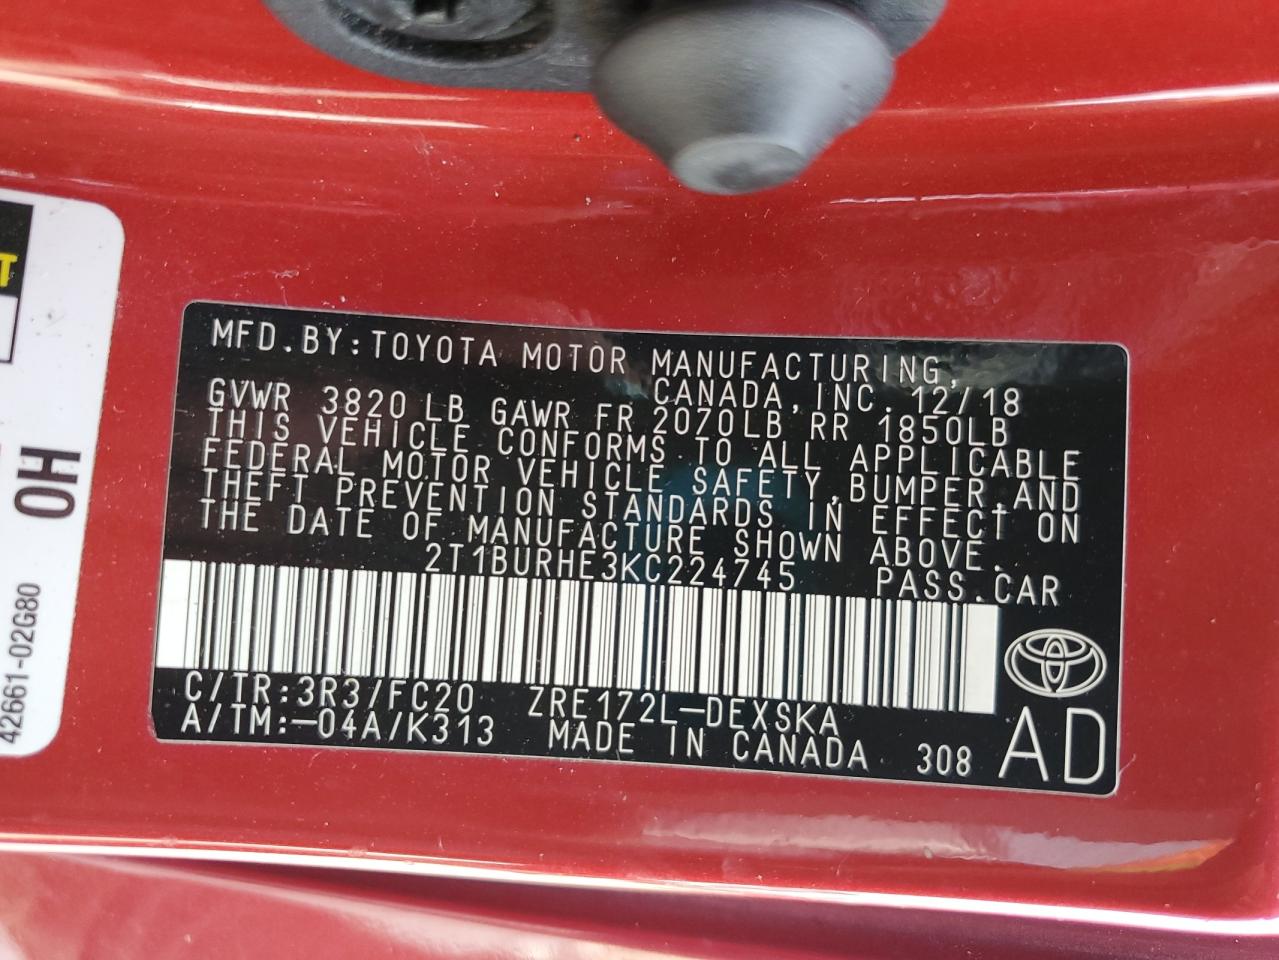 MFD.BY:TOYOTA MOTOR MANUFACTURING,
CANADA,INC. 12/18
GVWR 3820 LB GAWR FR 2070LB RR 1850LB
THIS VEHICLE CONFORMS TO ALL APPLICABLE
FEDERAL MOTOR VEHICLE SAFETY,BUMPER AND
THEFT PREVENTION STANDARDS IN EFFECT ON
THE DATE OF MANUFACTURE SHOWN ABOVE.
2T1BURHE3KC224745 PASS.CAR
C/TR:3R3/FC20 ZRE172L-DEXSKA
A/TM:-04A/K313 MADE IN CANADA 308
AD
T
0H
42661-02G80